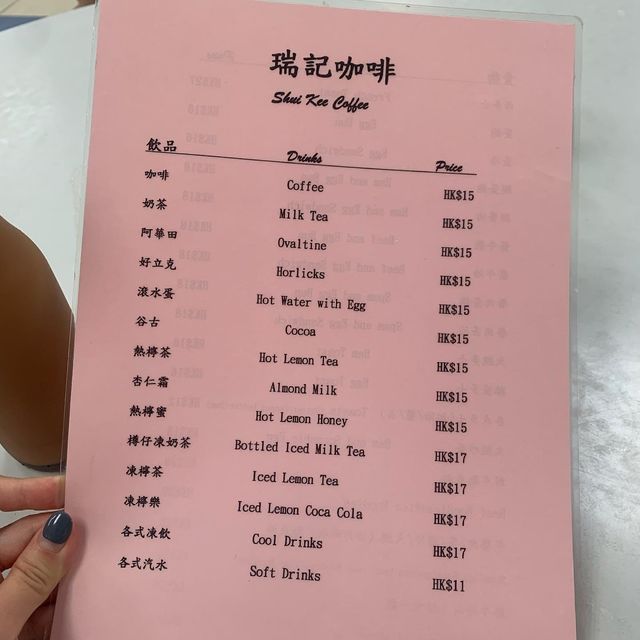 瑞記咖啡
Shui Kee Coffee
飲品 Drinks Price
咖啡 Coffee HK$15
奶茶 Milk Tea HK$15
阿華田 Ovaltine HK$15
好立克 Horlicks HK$15
滾水蛋 Hot Water with Egg HK$15
谷古 Cocoa HK$15
熱檸茶 Hot Lemon Tea HK$15
杏仁霜 Almond Milk HK$15
熱檸蜜 Hot Lemon Honey HK$15
樽仔凍奶茶 Bottled Iced Milk Tea HK$17
凍檸茶 Iced Lemon Tea HK$17
凍檸樂 Iced Lemon Coca Cola HK$17
各式凍飲 Cool Drinks HK$17
各式汽水 Soft Drinks HK$11